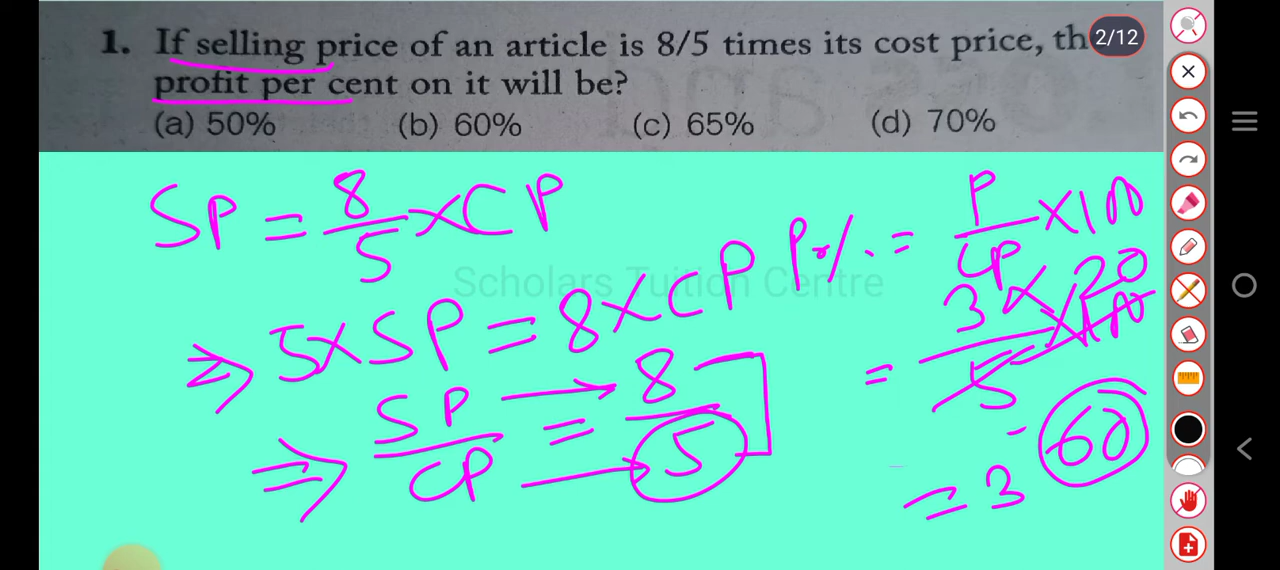 1. If selling price of an article is 8/5 times its cost price, th
2/12
profit per cent on it will be?
(a) 50% (b) 60% (c) 65% (d) 70%
SP = 8/5 × CP
⇒ 5 × SP = 8 × CP
⇒ SP/CP = 8/5
Pr%. = P/CP × 100
= 3/5 × 100 20
= 60
= 3
Scholars Tuition Centre